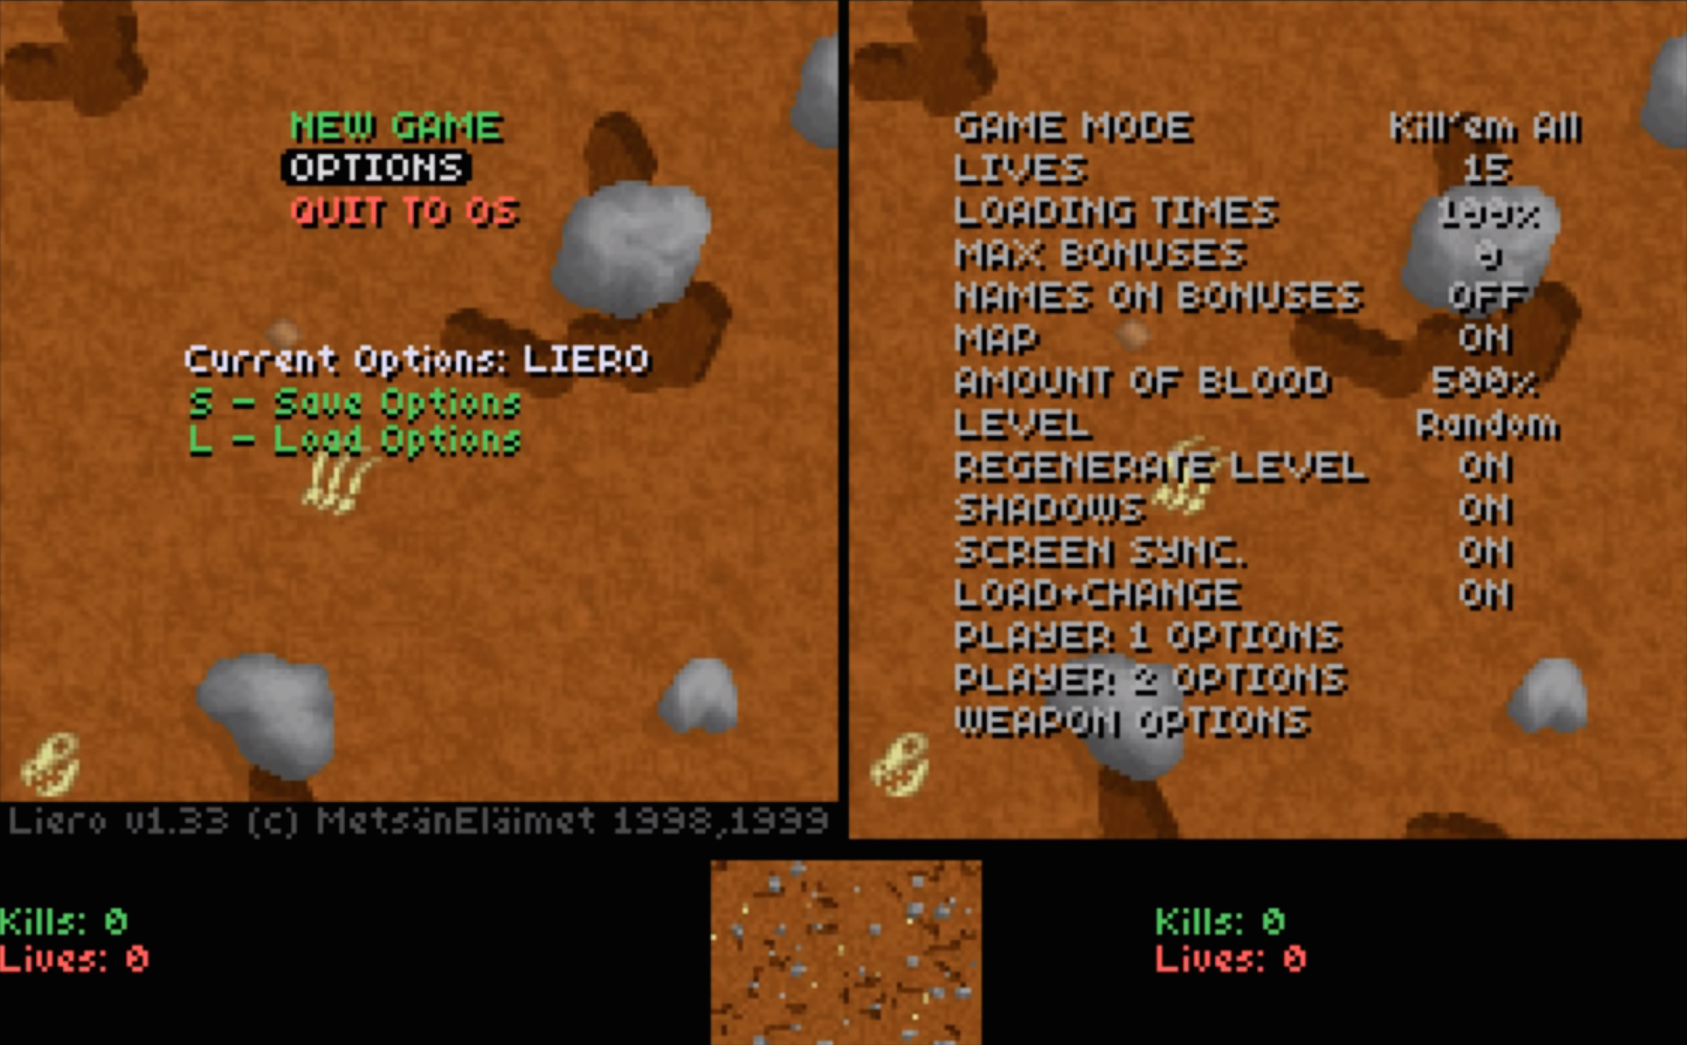 NEW GAME
OPTIONS
QUIT TO OS
Current Options: LIERO
S - Save Options
L - Load Options
Liero v1.33 (c) MetsänEläimet 1998,1999
GAME MODE Kill'em All
LIVES 15
LOADING TIMES 100%
MAX BONUSES 0
NAMES ON BONUSES OFF
MAP ON
AMOUNT OF BLOOD 500%
LEVEL Random
REGENERATE LEVEL ON
SHADOWS ON
SCREEN SYNC. ON
LOAD+CHANGE ON
PLAYER 1 OPTIONS
PLAYER 2 OPTIONS
WEAPON OPTIONS
Kills: 0
Lives: 0
Kills: 0
Lives: 0